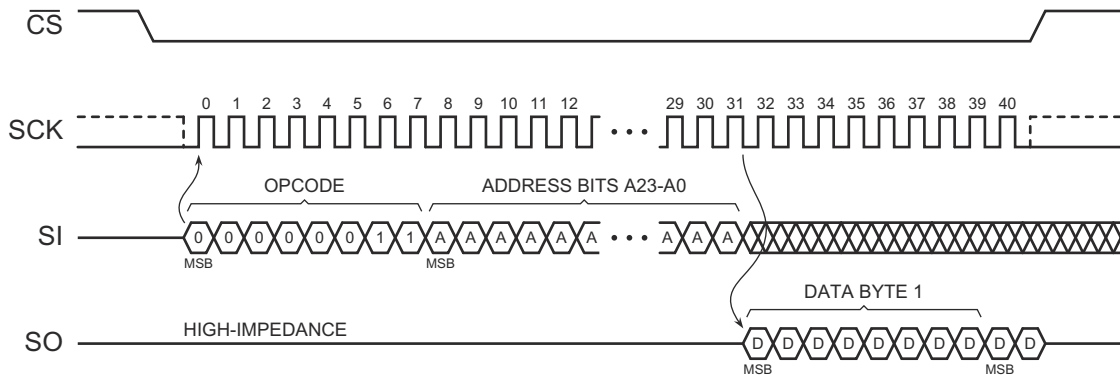 CS
0 1 2 3 4 5 6 7 8 9 10 11 12 29 30 31 32 33 34 35 36 37 38 39 40
SCK
OPCODE ADDRESS BITS A23-A0
SI 0 0 0 0 0 0 1 1 A A A A A A A A A
MSB MSB
DATA BYTE 1
HIGH-IMPEDANCE
SO D D D D D D D D D D
MSB MSB